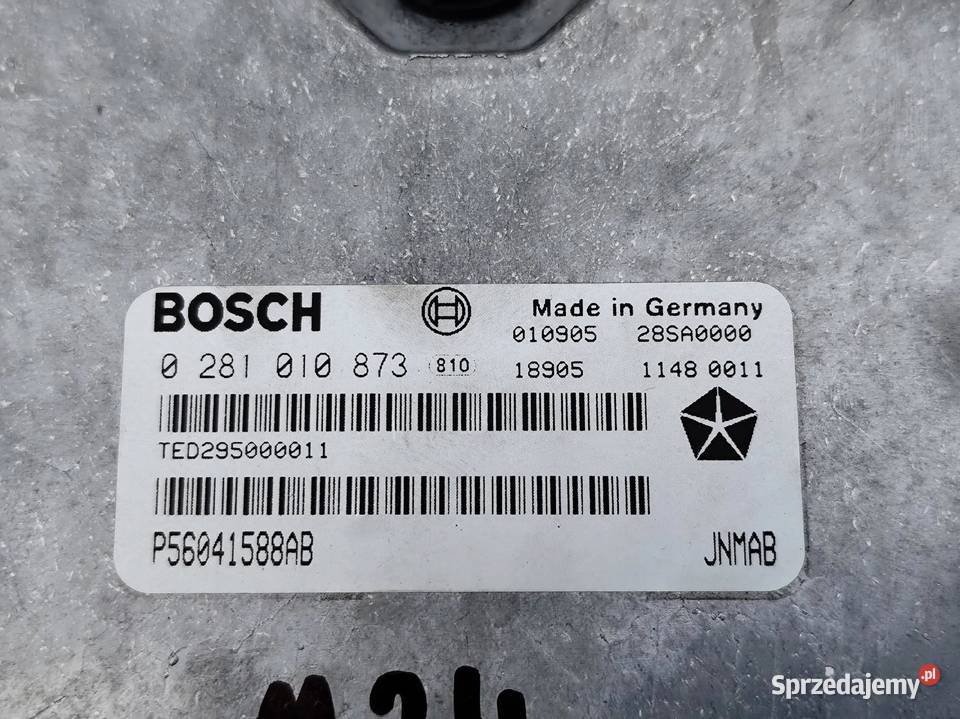 BOSCH Made in Germany
010905 28SA0000
0 281 010 873 810 18905 1148 0011
TED295000011
P56041588AB JNMAB
Sprzedajemy.pl